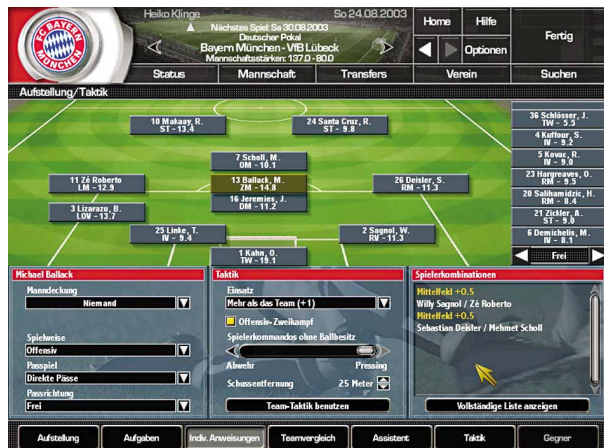 FC BAYERN
MÜNCHEN
Heiko Klinge
So 24.08.2003
Nächstes Spiel: Sa 30.08.2003
Deutscher Pokal
Bayern München - VfB Lübeck
Mannschaftsstärken: 137.0 - 80.0
Home
Hilfe
Fertig
Optionen
Status
Mannschaft
Transfers
Verein
Suchen
Aufstellung/Taktik
10 Makaay, R.
ST - 13.4
24 Santa Cruz, R.
ST - 9.8
7 Scholl, M.
OM - 10.1
11 Zé Roberto
LM - 12.9
13 Ballack, M.
ZM - 14.8
26 Deisler, S.
RM - 11.3
16 Jeremies, J.
DM - 11.2
3 Lizarazu, B.
LOV - 13.7
25 Linke, T.
IV - 9.4
2 Sagnol, W.
RV - 11.3
1 Kahn, O.
TW - 19.1
36 Schlösser, J.
TW - 5.5
4 Kuffour, S.
IV - 9.2
5 Kovac, R.
IV - 9.0
23 Hargreaves, O.
RM - 9.5
20 Salihamidzic, H.
RM - 8.4
21 Zickler, A.
ST - 9.0
6 Demichelis, M.
IV - 8.1
Frei
Michael Ballack
Manndeckung
Niemand
Spielweise
Offensiv
Passpiel
Direkte Pässe
Passrichtung
Frei
Taktik
Einsatz
Mehr als das Team (+1)
Offensiv-Zweikampf
Spielerkommandos ohne Ballbesitz
Abwehr
Pressing
Schussentfernung
25 Meter
Team-Taktik benutzen
Spielerkombinationen
Mittelfeld +0.5
Willy Sagnol / Zé Roberto
Mittelfeld +0.5
Sebastian Deisler / Mehmet Scholl
Vollständige Liste anzeigen
Aufstellung
Aufgaben
Indiv. Anweisungen
Teamvergleich
Assistent
Taktik
Gegner